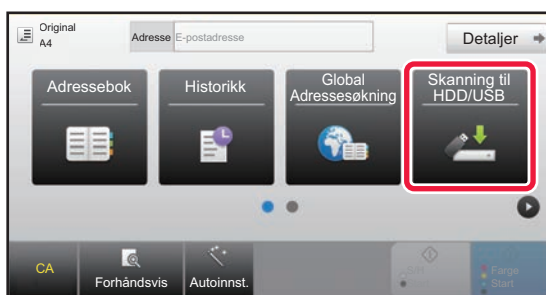 Original
A4
Adresse E-postadresse
Detaljer
Adressebok
Historikk
Global
Adressesøkning
Skanning til
HDD/USB
CA
Forhåndsvis
Autoinnst.
Farge
Start